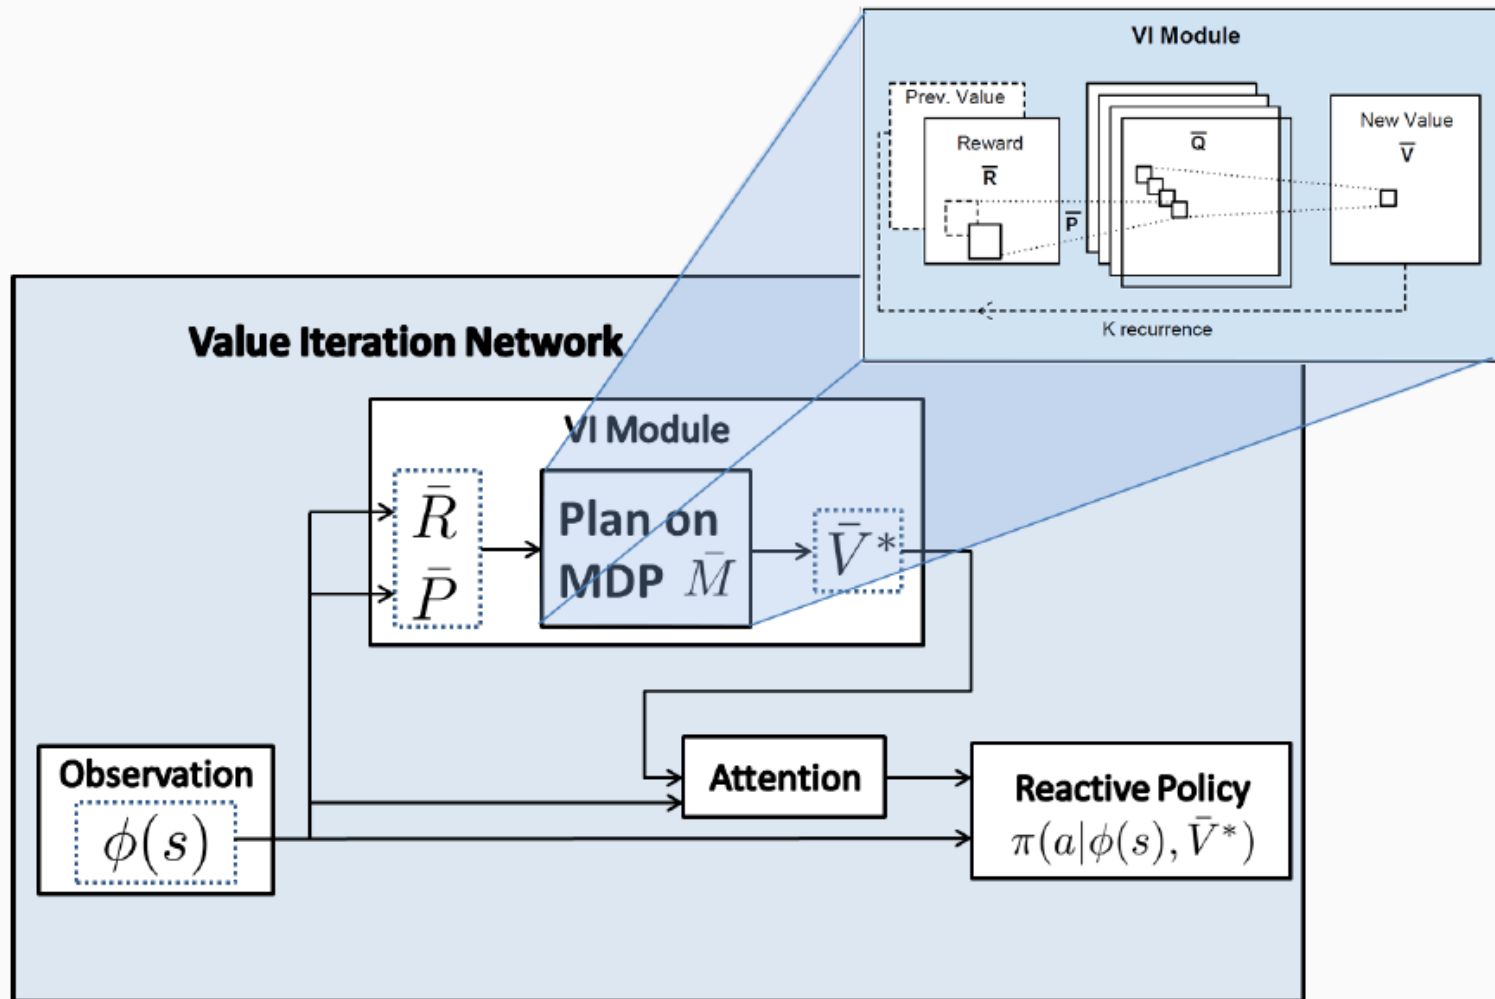 VI Module
Prev. Value
Reward
R̅
P̅
Q̅
New Value
V̅
K recurrence
Value Iteration Network
VI Module
R̄
P̄
Plan on
MDP M̄
V̄*
Observation
ϕ(s)
Attention
Reactive Policy
π(a|ϕ(s), V̄*)